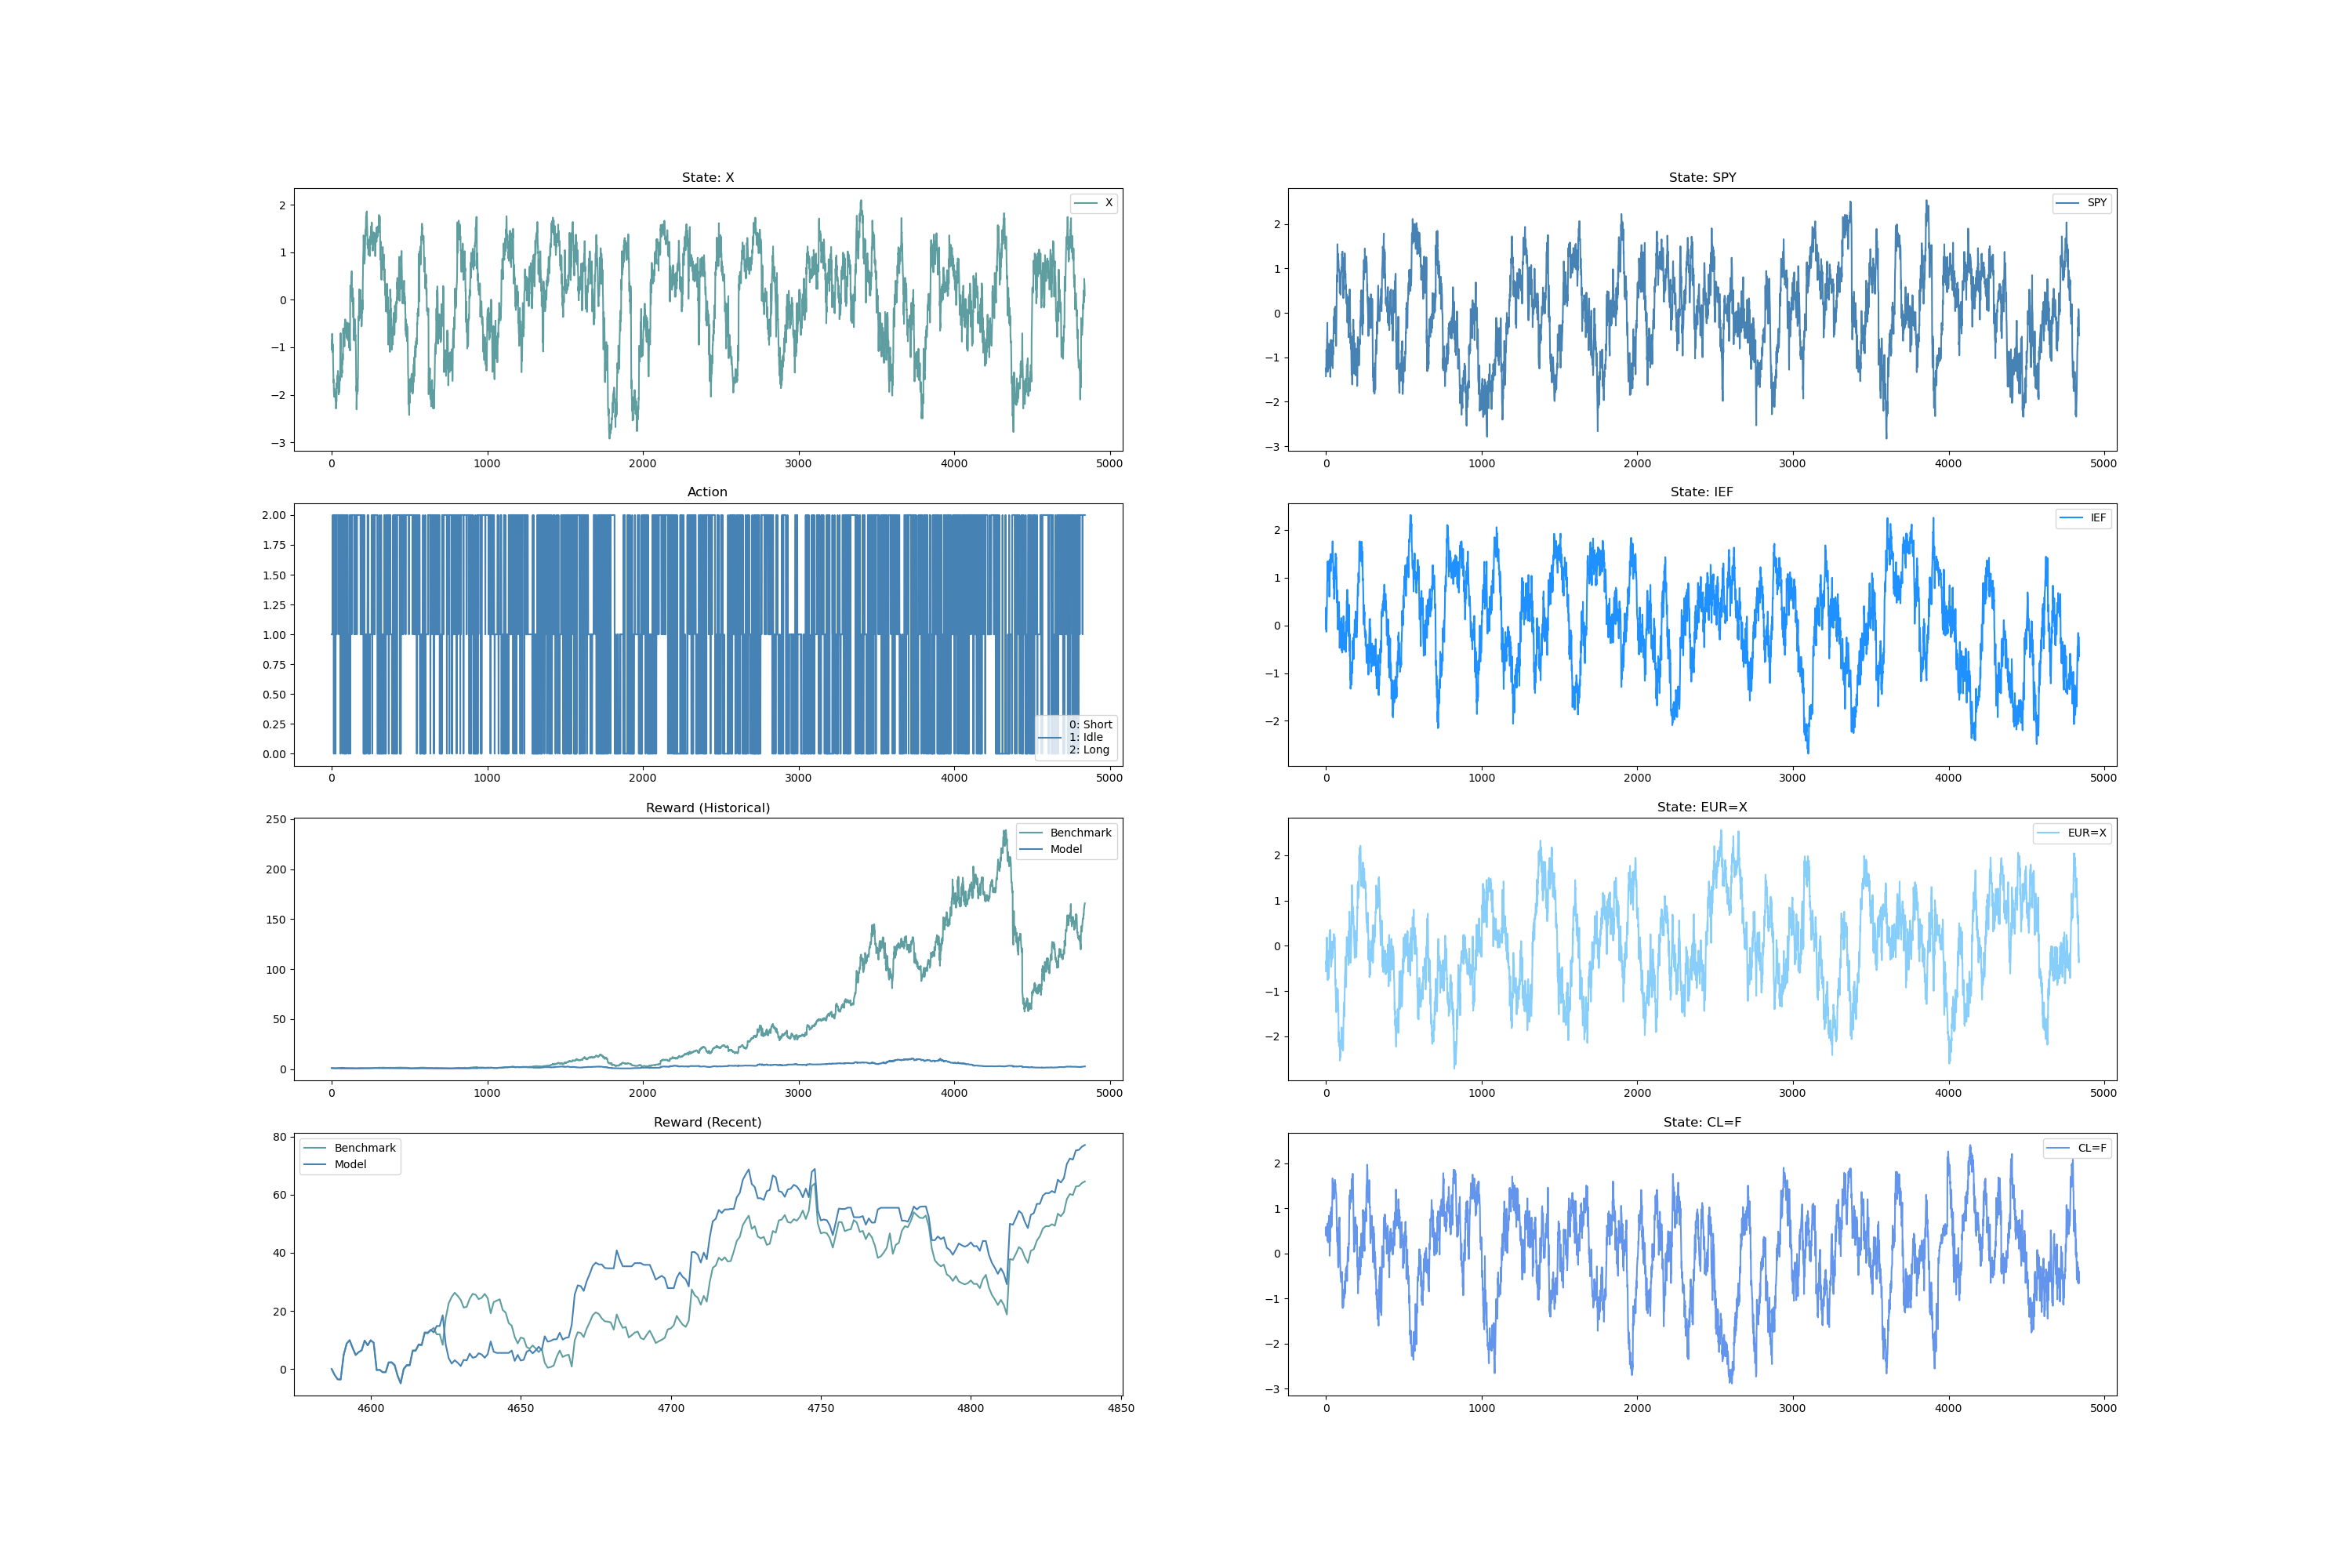 State: X
X
2
1
0
−1
−2
−3
0 1000 2000 3000 4000 5000
State: SPY
SPY
2
1
0
−1
−2
−3
0 1000 2000 3000 4000 5000
Action
2.00
1.75
1.50
1.25
1.00
0.75
0.50
0.25
0.00
0: Short
1: Idle
2: Long
0 1000 2000 3000 4000 5000
State: IEF
IEF
2
1
0
−1
−2
0 1000 2000 3000 4000 5000
Reward (Historical)
Benchmark
Model
250
200
150
100
50
0
0 1000 2000 3000 4000 5000
State: EUR=X
EUR=X
2
1
0
−1
−2
0 1000 2000 3000 4000 5000
Reward (Recent)
Benchmark
Model
80
60
40
20
0
4600 4650 4700 4750 4800 4850
State: CL=F
CL=F
2
1
0
−1
−2
−3
0 1000 2000 3000 4000 5000